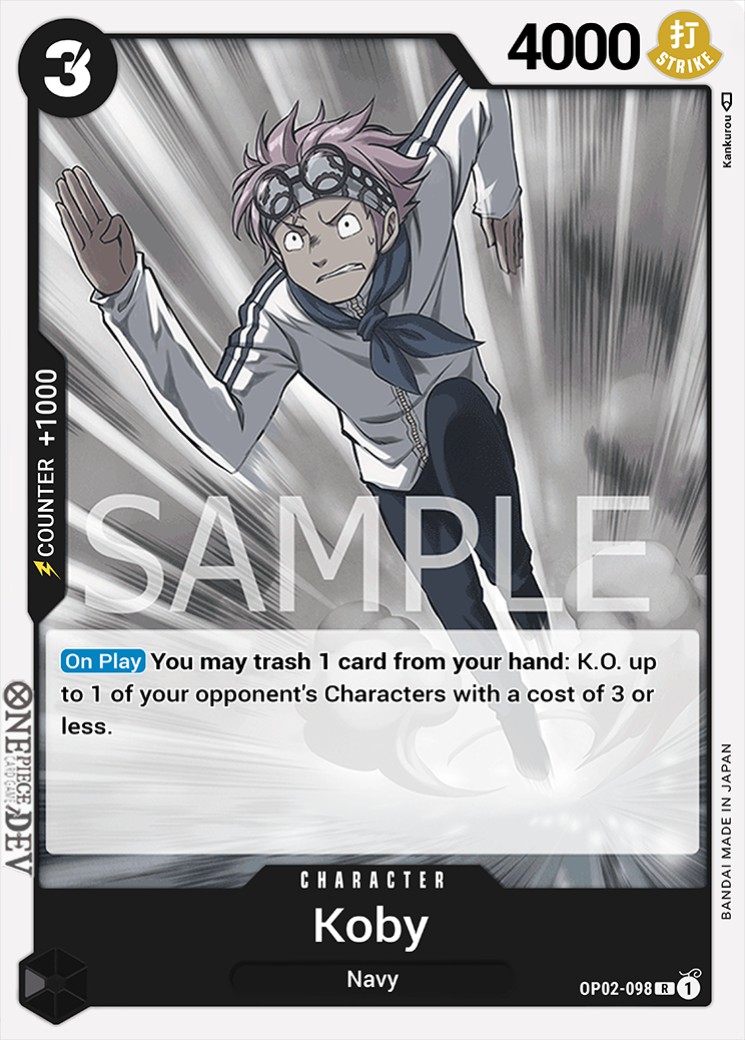 3
4000
打
STRIKE
Kankurou
COUNTER +1000
SAMPLE
On Play You may trash 1 card from your hand: K.O. up
to 1 of your opponent's Characters with a cost of 3 or
less.
ONE PIECE
CARD GAME
DEV
BANDAI MADE IN JAPAN
CHARACTER
Koby
Navy
OP02-098 R 1